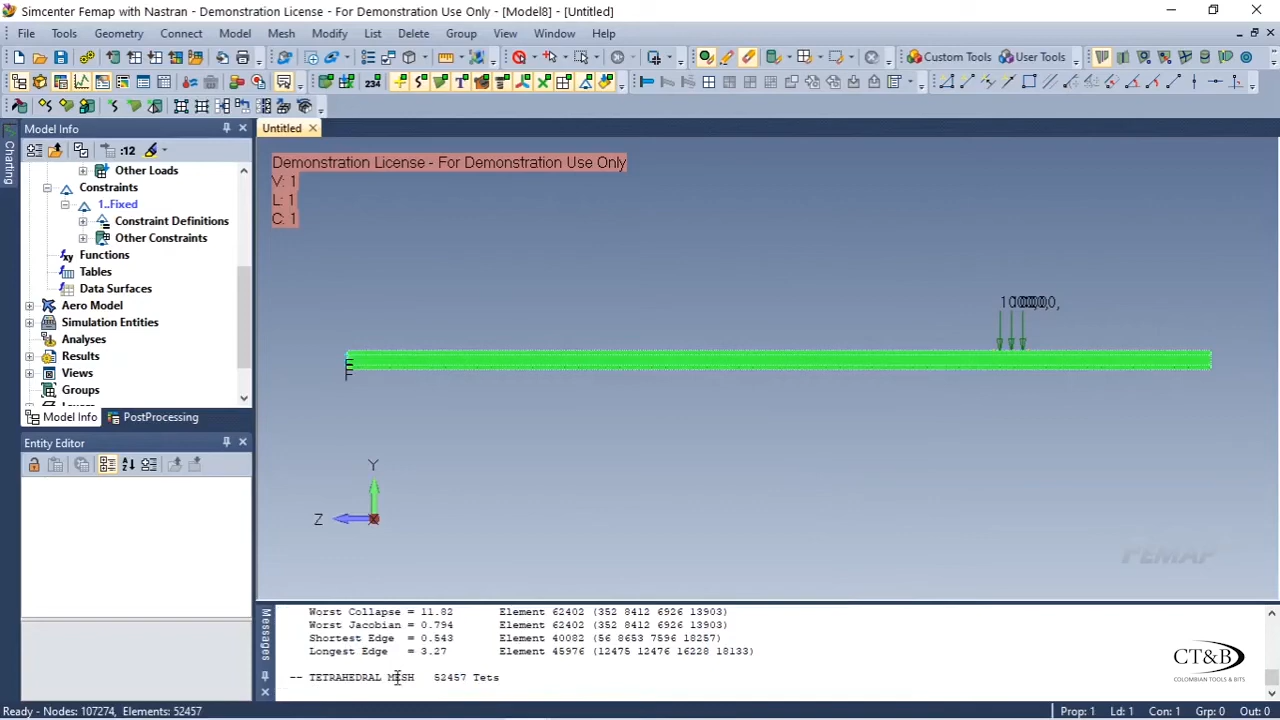 Simcenter Femap with Nastran - Demonstration License - For Demonstration Use Only - [Model8] - [Untitled]
File Tools Geometry Connect Model Mesh Modify List Delete Group View Window Help
Custom Tools User Tools
234
Model Info
Untitled
Charting
:12
Demonstration License - For Demonstration Use Only
V: 1
L: 1
C: 1
Other Loads
Constraints
1..Fixed
Constraint Definitions
Other Constraints
Functions
Tables
Data Surfaces
Aero Model
Simulation Entities
Analyses
Results
Views
Groups
Model Info PostProcessing
Entity Editor
F
Y
Z
FEMAP
Messages
Worst Collapse = 11.82 Element 62402 (352 8412 6926 13903)
Worst Jacobian = 0.794 Element 62402 (352 8412 6926 13903)
Shortest Edge = 0.543 Element 40082 (56 8653 7596 18257)
Longest Edge = 3.27 Element 45976 (12475 12476 16228 18133)
-- TETRAHEDRAL MESH 52457 Tets
CT&B
COLOMBIAN TOOLS & BITS
Ready - Nodes: 107274, Elements: 52457
Prop: 1 Ld: 1 Con: 1 Grp: 0 Out: 0